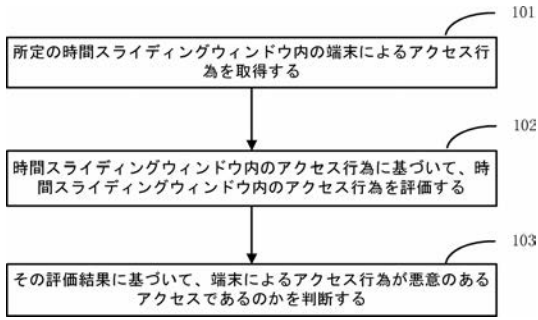 101
所定の時間スライディングウィンドウ内の端末によるアクセス行
為を取得する
102
時間スライディングウィンドウ内のアクセス行為に基づいて、時
間スライディングウィンドウ内のアクセス行為を評価する
103
その評価結果に基づいて、端末によるアクセス行為が悪意のある
アクセスであるのかを判断する